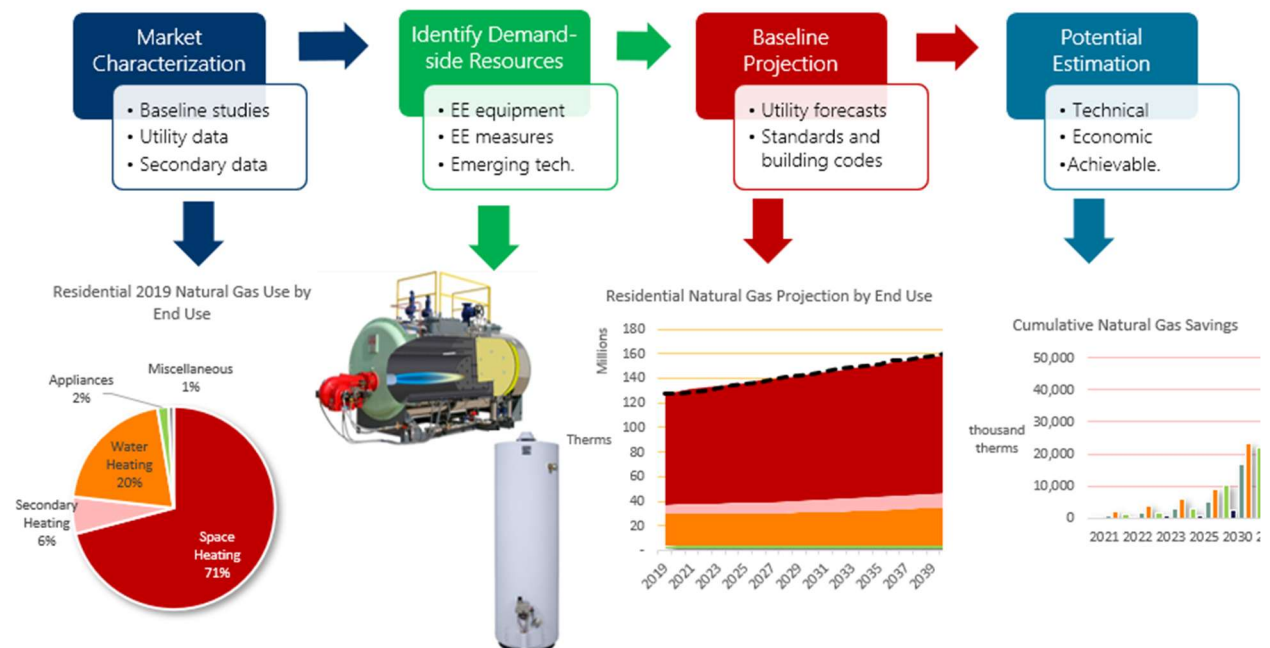 Market
Characterization
• Baseline studies
• Utility data
• Secondary data
Identify Demand-
side Resources
• EE equipment
• EE measures
• Emerging tech.
Baseline
Projection
• Utility forecasts
• Standards and
building codes
Potential
Estimation
• Technical
• Economic
•Achievable.
Residential 2019 Natural Gas Use by
End Use
Miscellaneous
1%
Appliances
2%
Water
Heating
20%
Secondary
Heating
6%
Space
Heating
71%
Residential Natural Gas Projection by End Use
Millions
Therms
180
160
140
120
100
80
60
40
20
-
2019
2021
2023
2025
2027
2029
2031
2033
2035
2037
2039
Cumulative Natural Gas Savings
thousand
therms
50,000
40,000
30,000
20,000
10,000
0
2021 2022 2023 2025 2030